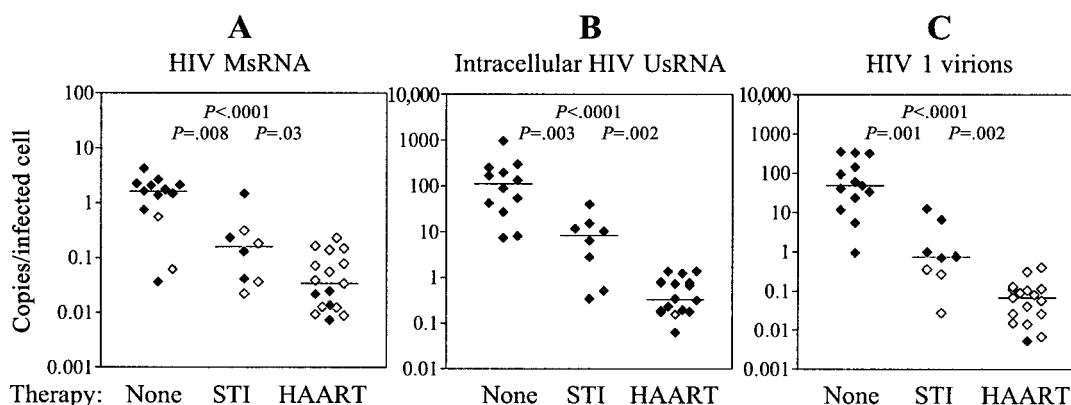 A B C
HIV MsRNA Intracellular HIV UsRNA HIV 1 virions
Copies/infected cell
100
10
1
0.1
0.01
0.001
P<.0001
P=.008 P=.03
10,000
1000
100
10
1
0.1
0.01
P<.0001
P=.003 P=.002
10,000
1000
100
10
1
0.1
0.01
0.001
P<.0001
P=.001 P=.002
Therapy: None STI HAART None STI HAART None STI HAART